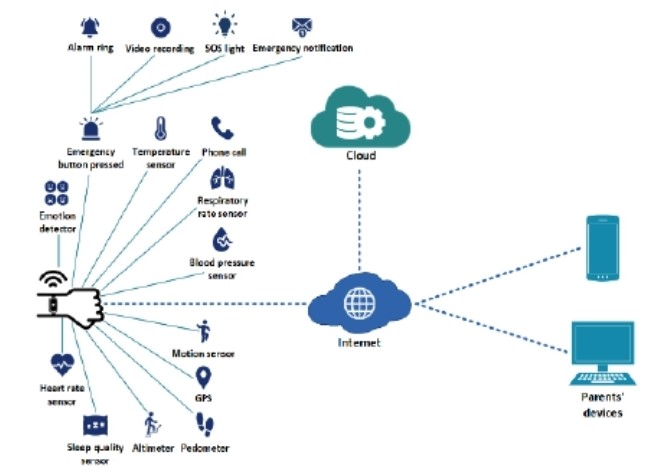 Alarm ring
Video recording
SOS light
Emergency notification
Emergency
button pressed
Temperature
sensor
Phone call
Cloud
Respiratory
rate sensor
Emotion
detector
Blood pressure
sensor
Internet
Motion sensor
Heart rate
sensor
GPS
Parents'
devices
Sleep quality
sensor
Altimeter
Pedometer